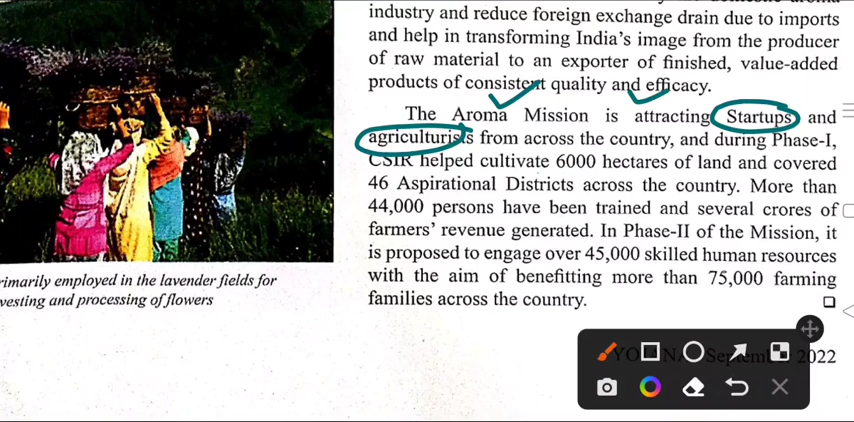 industry and reduce foreign exchange drain due to imports
and help in transforming India's image from the producer
of raw material to an exporter of finished, value-added
products of consistent quality and efficacy.
The Aroma Mission is attracting Startups and
agriculturists from across the country, and during Phase-I,
CSIR helped cultivate 6000 hectares of land and covered
46 Aspirational Districts across the country. More than
44,000 persons have been trained and several crores of
farmers' revenue generated. In Phase-II of the Mission, it
is proposed to engage over 45,000 skilled human resources
with the aim of benefitting more than 75,000 farming
families across the country.
rimarily employed in the lavender fields for
vesting and processing of flowers
YOJANA September 2022